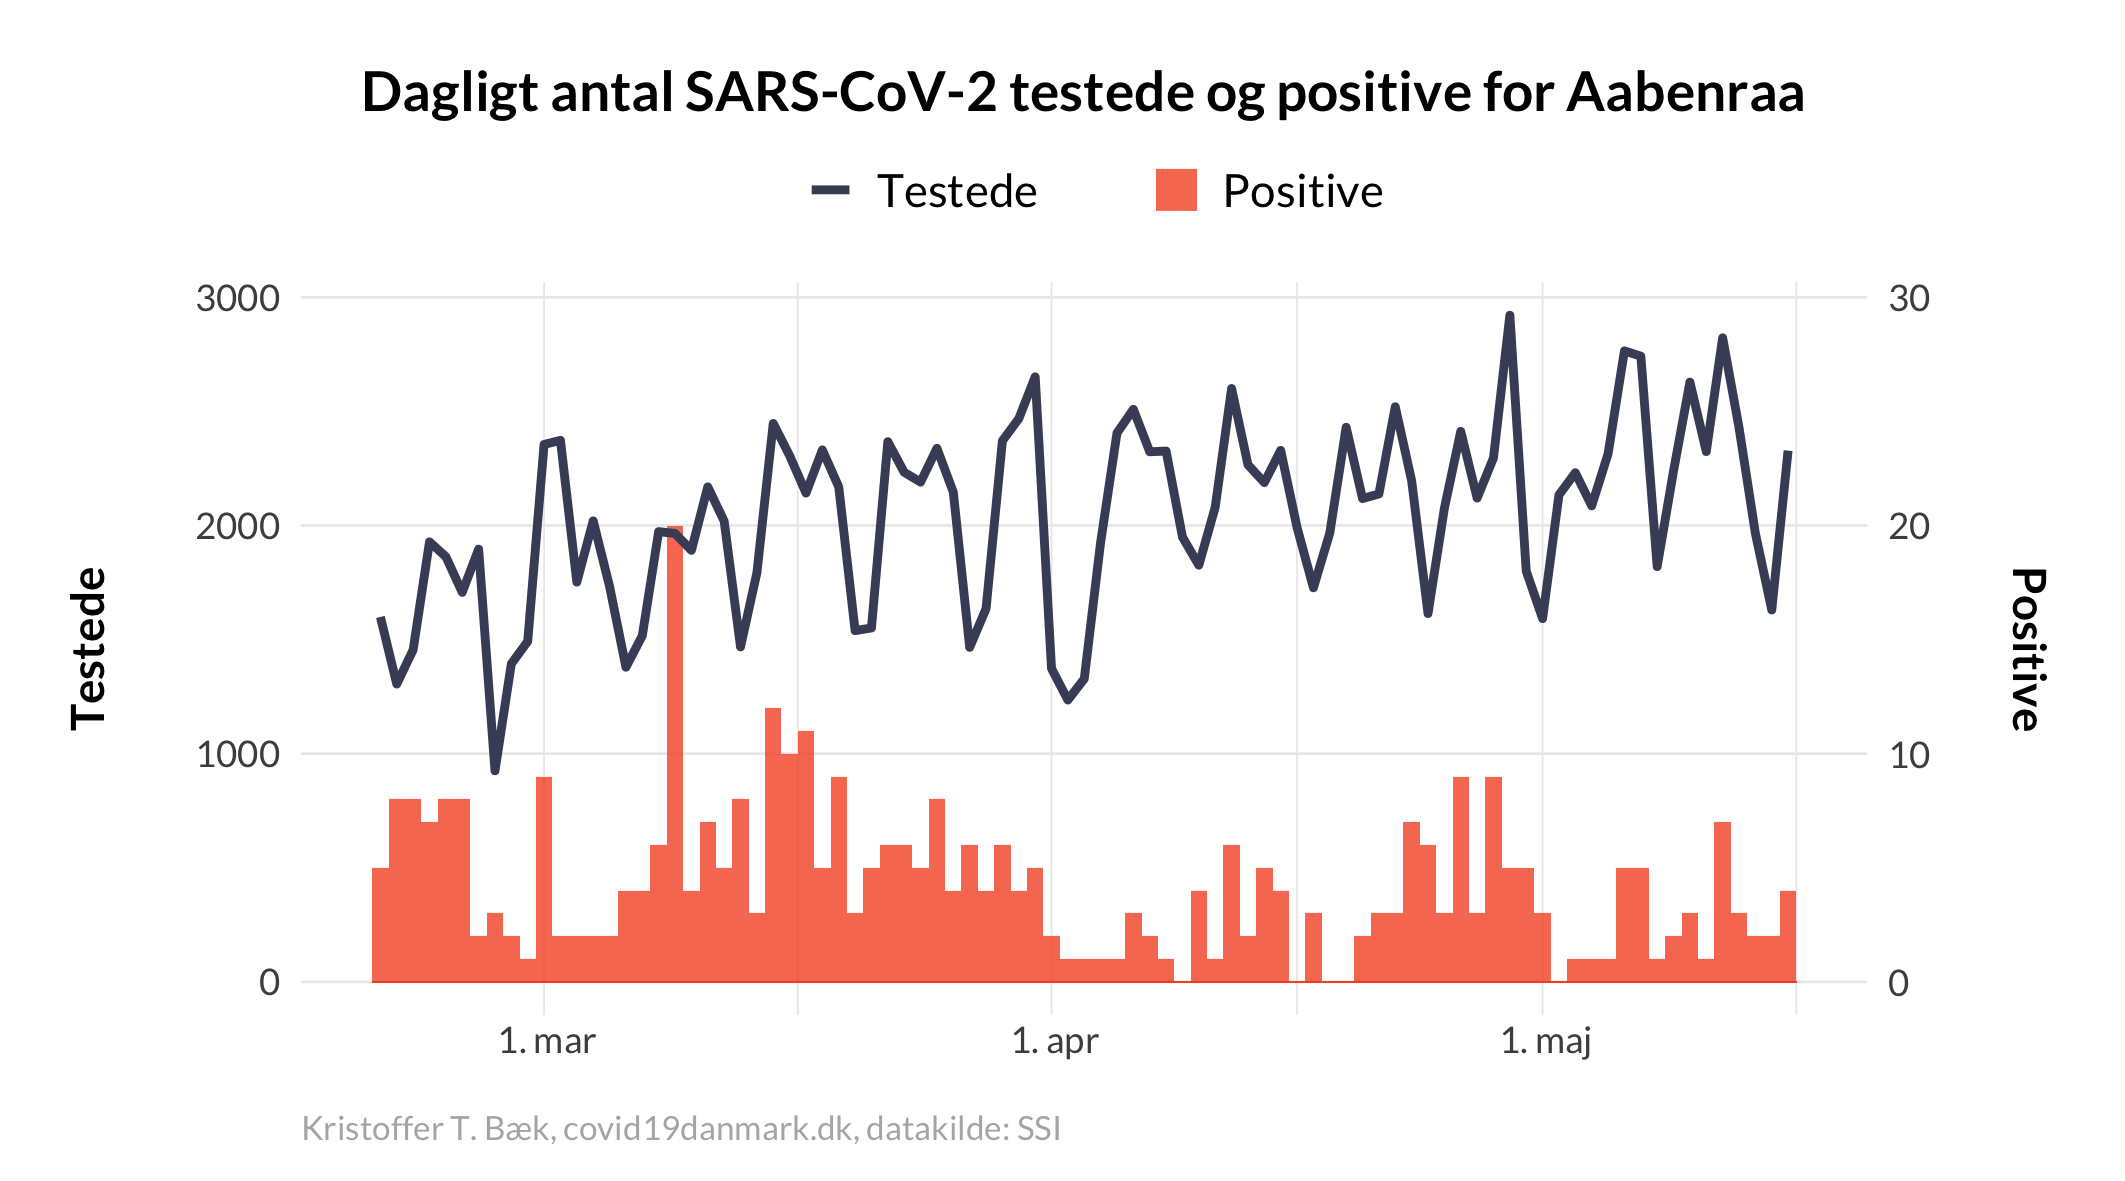 Dagligt antal SARS-CoV-2 testede og positive for Aabenraa
Testede
Positive
3000
2000
1000
0
Testede
30
20
10
0
Positive
1. mar
1. apr
1. maj
Kristoffer T. Bæk, covid19danmark.dk, datakilde: SSI